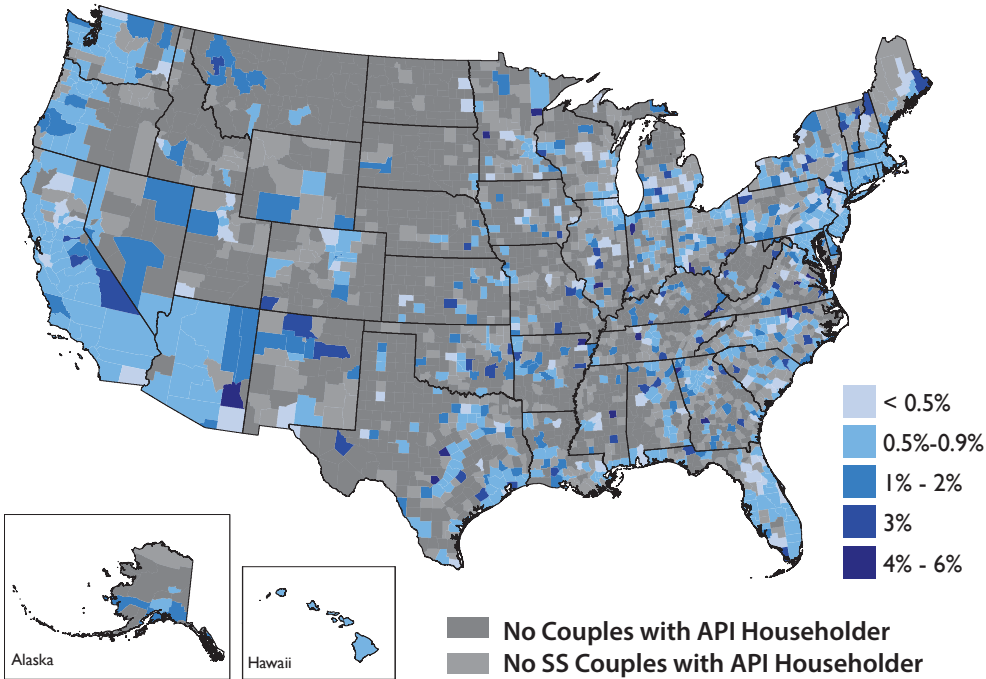 < 0.5%
0.5%-0.9%
1% - 2%
3%
4% - 6%
No Couples with API Householder
No SS Couples with API Householder
Alaska
Hawaii